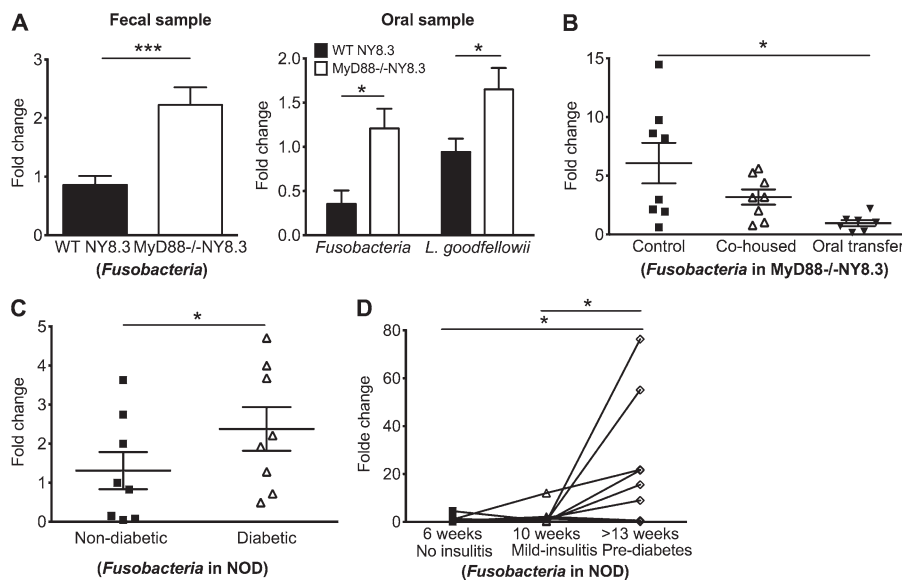 A
Fecal sample
***
Fold change
3
2
1
0
WT NY8.3
MyD88-/-NY8.3
(Fusobacteria)
Oral sample
WT NY8.3
MyD88-/-NY8.3
*
*
Fold change
2.0
1.5
1.0
0.5
0.0
Fusobacteria
L. goodfellowii
B
*
Fold change
15
10
5
0
Control
Co-housed
Oral transfer
(Fusobacteria in MyD88-/-NY8.3)
C
*
Fold change
5
4
3
2
1
0
Non-diabetic
Diabetic
(Fusobacteria in NOD)
D
*
*
Folde change
80
60
40
20
0
6 weeks
No insulitis
10 weeks
Mild-insulitis
>13 weeks
Pre-diabetes
(Fusobacteria in NOD)